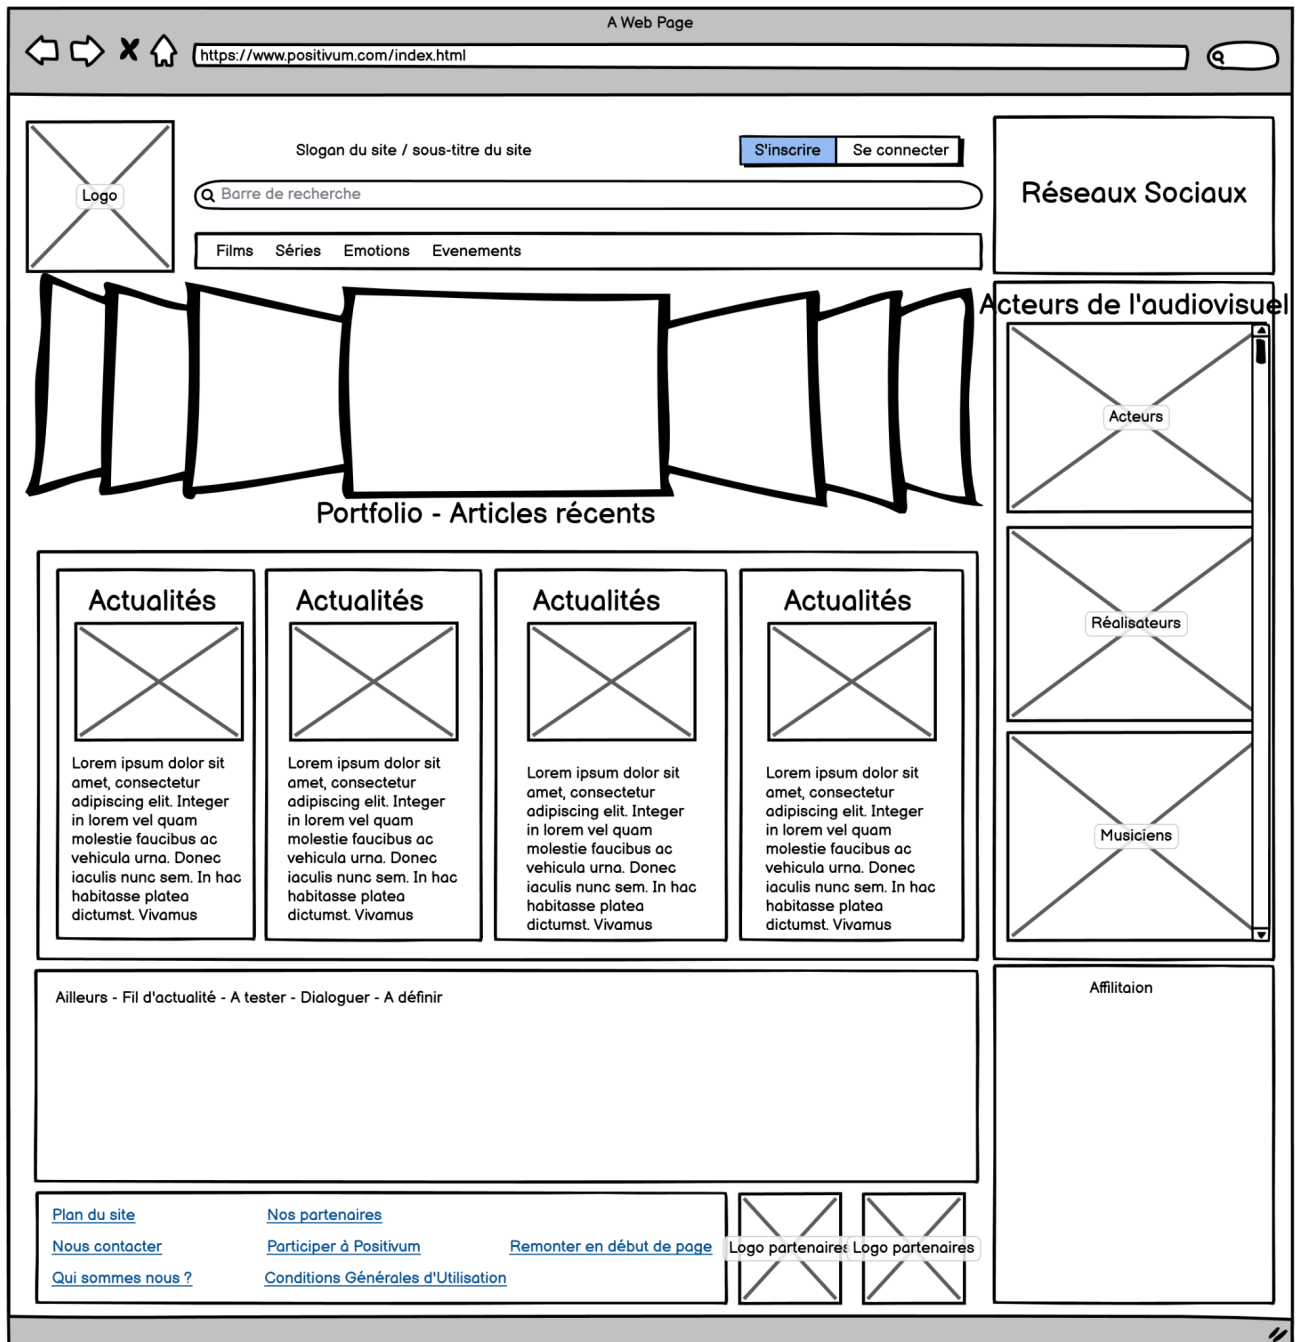 A Web Page
https://www.positivum.com/index.html
Slogan du site / sous-titre du site
S'inscrire
Se connecter
Réseaux Sociaux
Logo
Barre de recherche
Films Séries Emotions Evenements
Acteurs de l'audiovisuel
Acteurs
Portfolio - Articles récents
Réalisateurs
Musiciens
Actualités
Lorem ipsum dolor sit
amet, consectetur
adipiscing elit. Integer
in lorem vel quam
molestie faucibus ac
vehicula urna. Donec
iaculis nunc sem. In hac
habitasse platea
dictumst. Vivamus
Actualités
Lorem ipsum dolor sit
amet, consectetur
adipiscing elit. Integer
in lorem vel quam
molestie faucibus ac
vehicula urna. Donec
iaculis nunc sem. In hac
habitasse platea
dictumst. Vivamus
Actualités
Lorem ipsum dolor sit
amet, consectetur
adipiscing elit. Integer
in lorem vel quam
molestie faucibus ac
vehicula urna. Donec
iaculis nunc sem. In hac
habitasse platea
dictumst. Vivamus
Actualités
Lorem ipsum dolor sit
amet, consectetur
adipiscing elit. Integer
in lorem vel quam
molestie faucibus ac
vehicula urna. Donec
iaculis nunc sem. In hac
habitasse platea
dictumst. Vivamus
Ailleurs - Fil d'actualité - A tester - Dialoguer - A définir
Affilitaion
Plan du site
Nos partenaires
Nous contacter
Participer à Positivum
Remonter en début de page
Qui sommes nous ?
Conditions Générales d'Utilisation
Logo partenaires
Logo partenaires